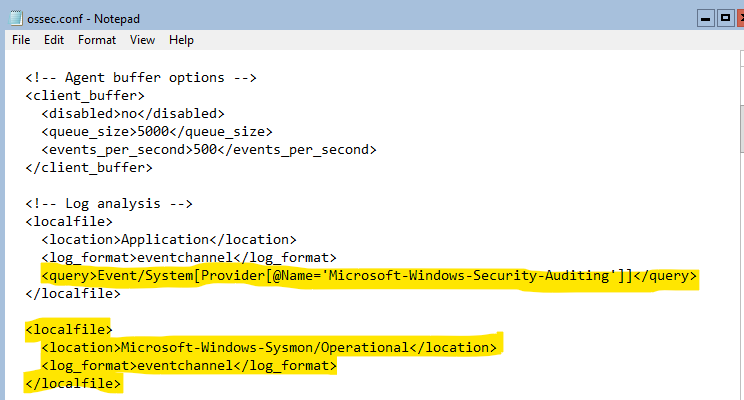 ossec.conf - Notepad
File Edit Format View Help
<!-- Agent buffer options -->
<client_buffer>
<disabled>no</disabled>
<queue_size>5000</queue_size>
<events_per_second>500</events_per_second>
</client_buffer>
<!-- Log analysis -->
<localfile>
<location>Application</location>
<log_format>eventchannel</log_format>
<query>Event/System[Provider[@Name='Microsoft-Windows-Security-Auditing']]</query>
</localfile>
<localfile>
<location>Microsoft-Windows-Sysmon/Operational</location>
<log_format>eventchannel</log_format>
</localfile>